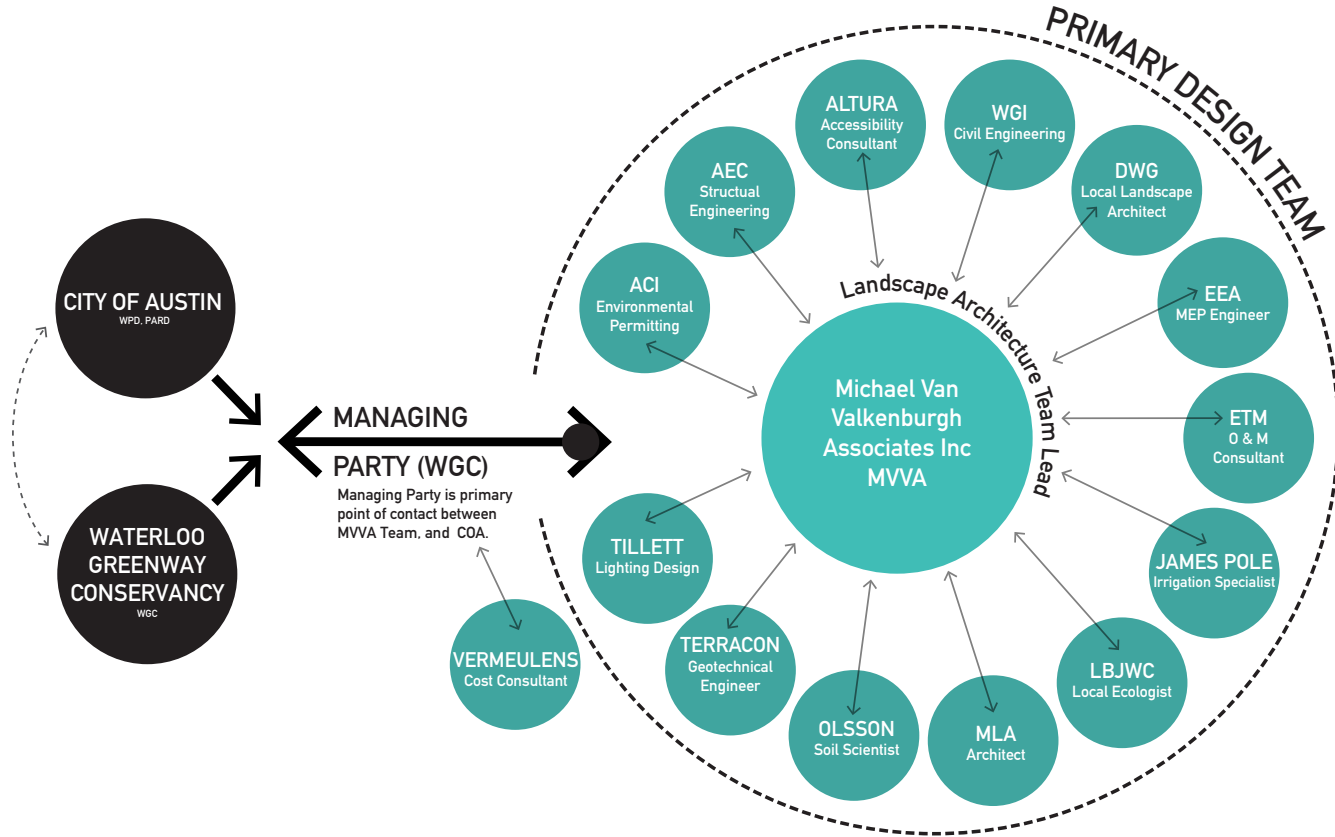 PRIMARY DESIGN TEAM
CITY OF AUSTIN
WPD, PARD
WATERLOO
GREENWAY
CONSERVANCY
WGC
MANAGING
PARTY (WGC)
Managing Party is primary
point of contact between
MVVA Team, and COA.
VERMEULENS
Cost Consultant
Landscape Architecture Team Lead
Michael Van
Valkenburgh
Associates Inc
MVVA
ACI
Environmental
Permitting
AEC
Structual
Engineering
ALTURA
Accessibility
Consultant
WGI
Civil Engineering
DWG
Local Landscape
Architect
EEA
MEP Engineer
ETM
O & M
Consultant
JAMES POLE
Irrigation Specialist
LBJWC
Local Ecologist
MLA
Architect
OLSSON
Soil Scientist
TERRACON
Geotechnical
Engineer
TILLETT
Lighting Design